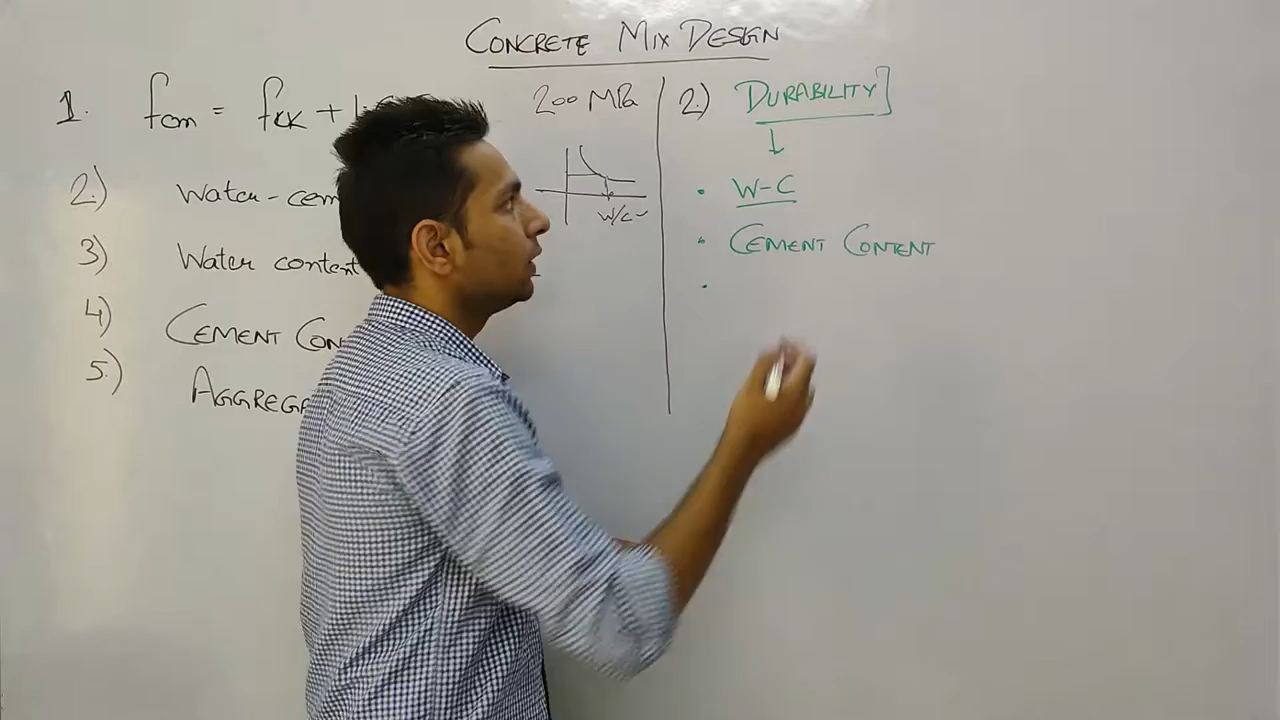 CONCRETE MIX DESIGN
1. fcm = fck +
2.) Water-cem
3) Water content
4) CEMENT CON
5.) AGGREGA
200 MPa
W/C
2.) DURABILITY]
• W-C
• CEMENT CONTENT
•